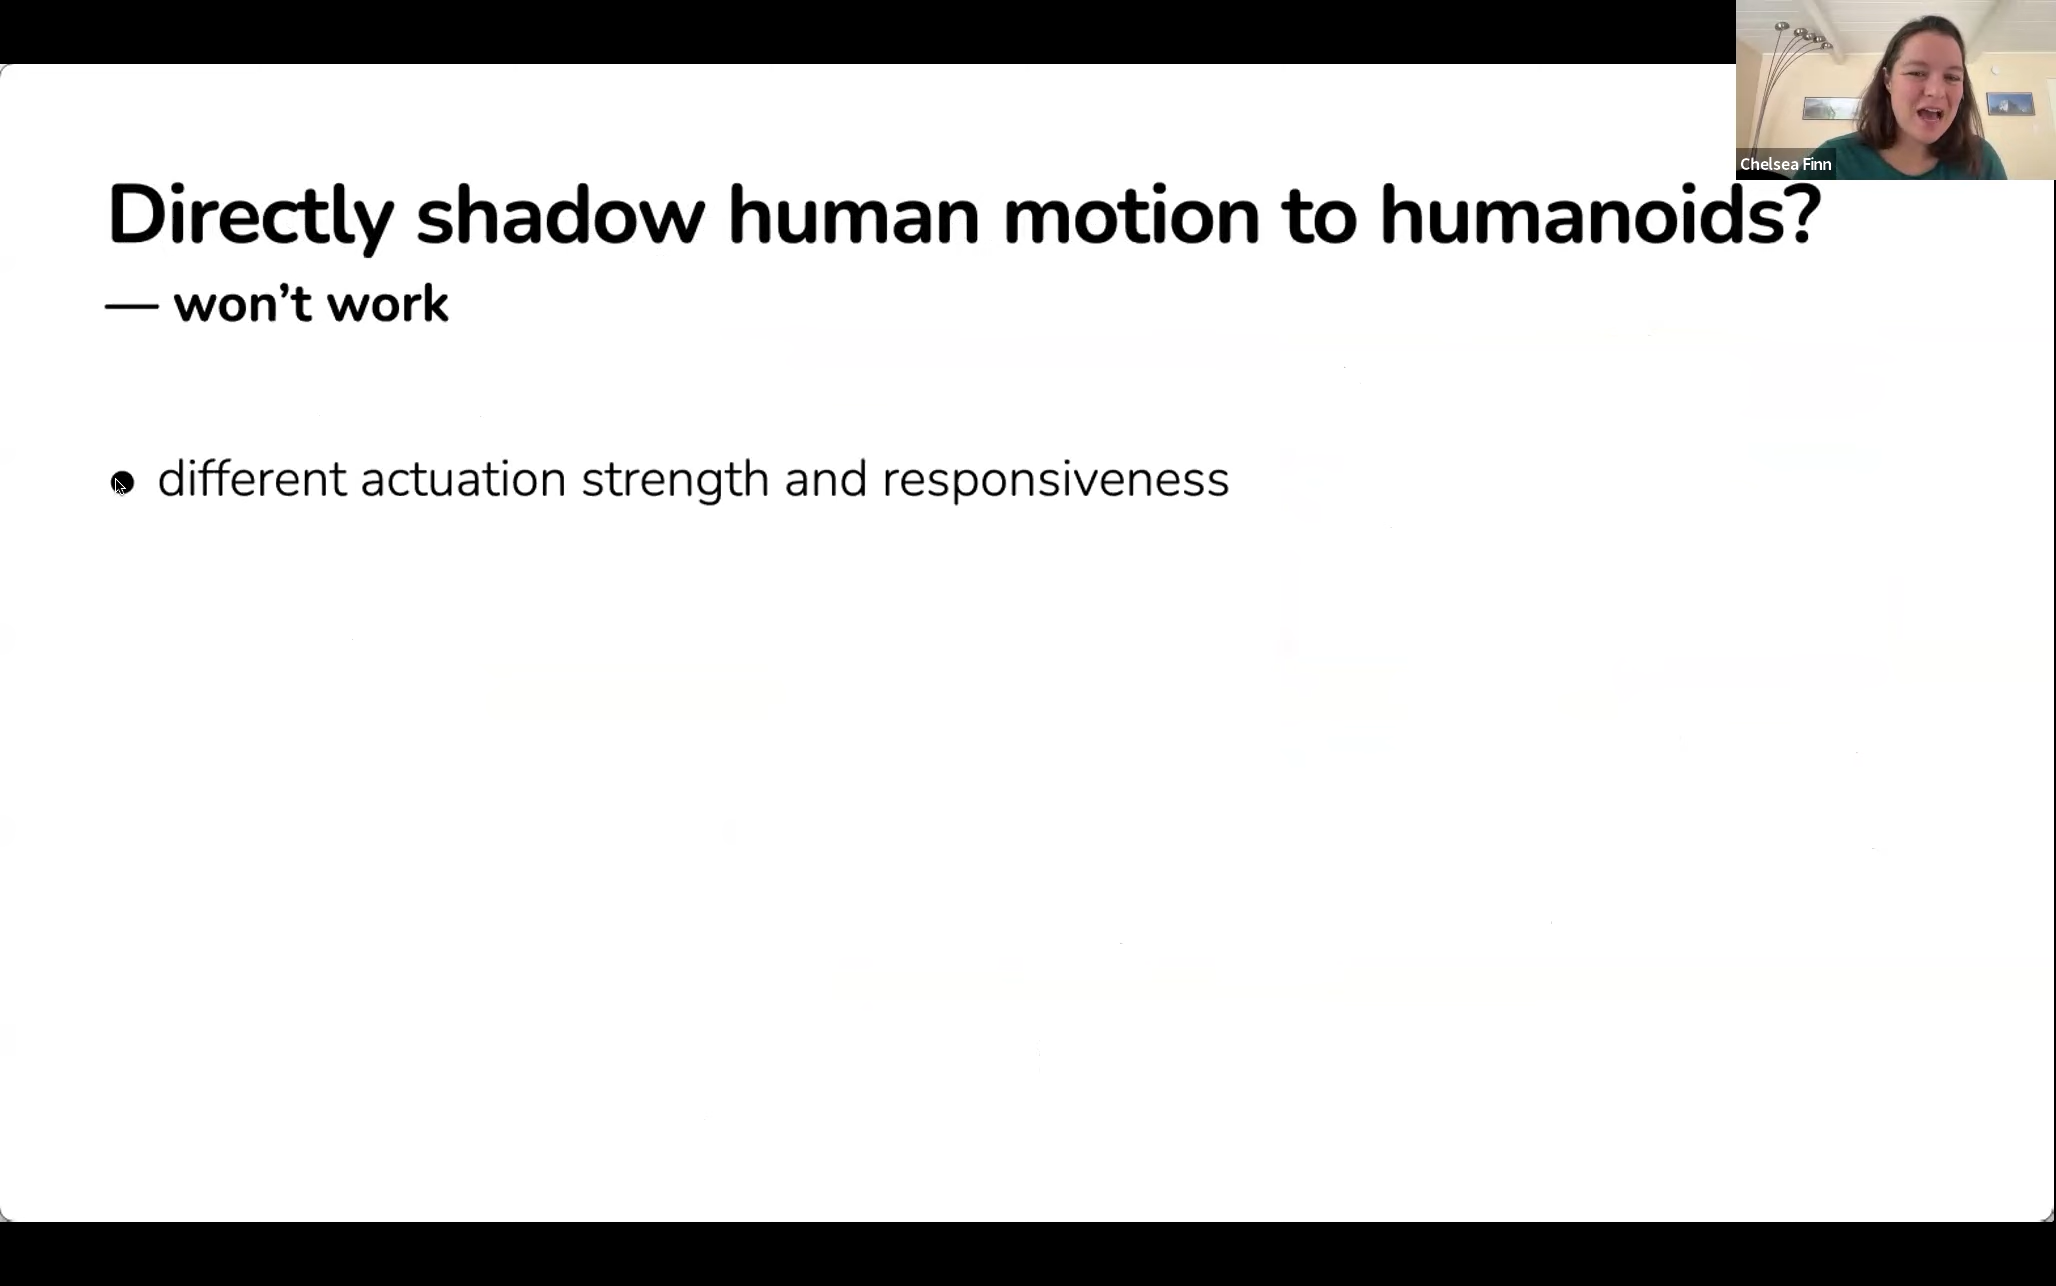 Chelsea Finn
Directly shadow human motion to humanoids?
— won’t work
● different actuation strength and responsiveness